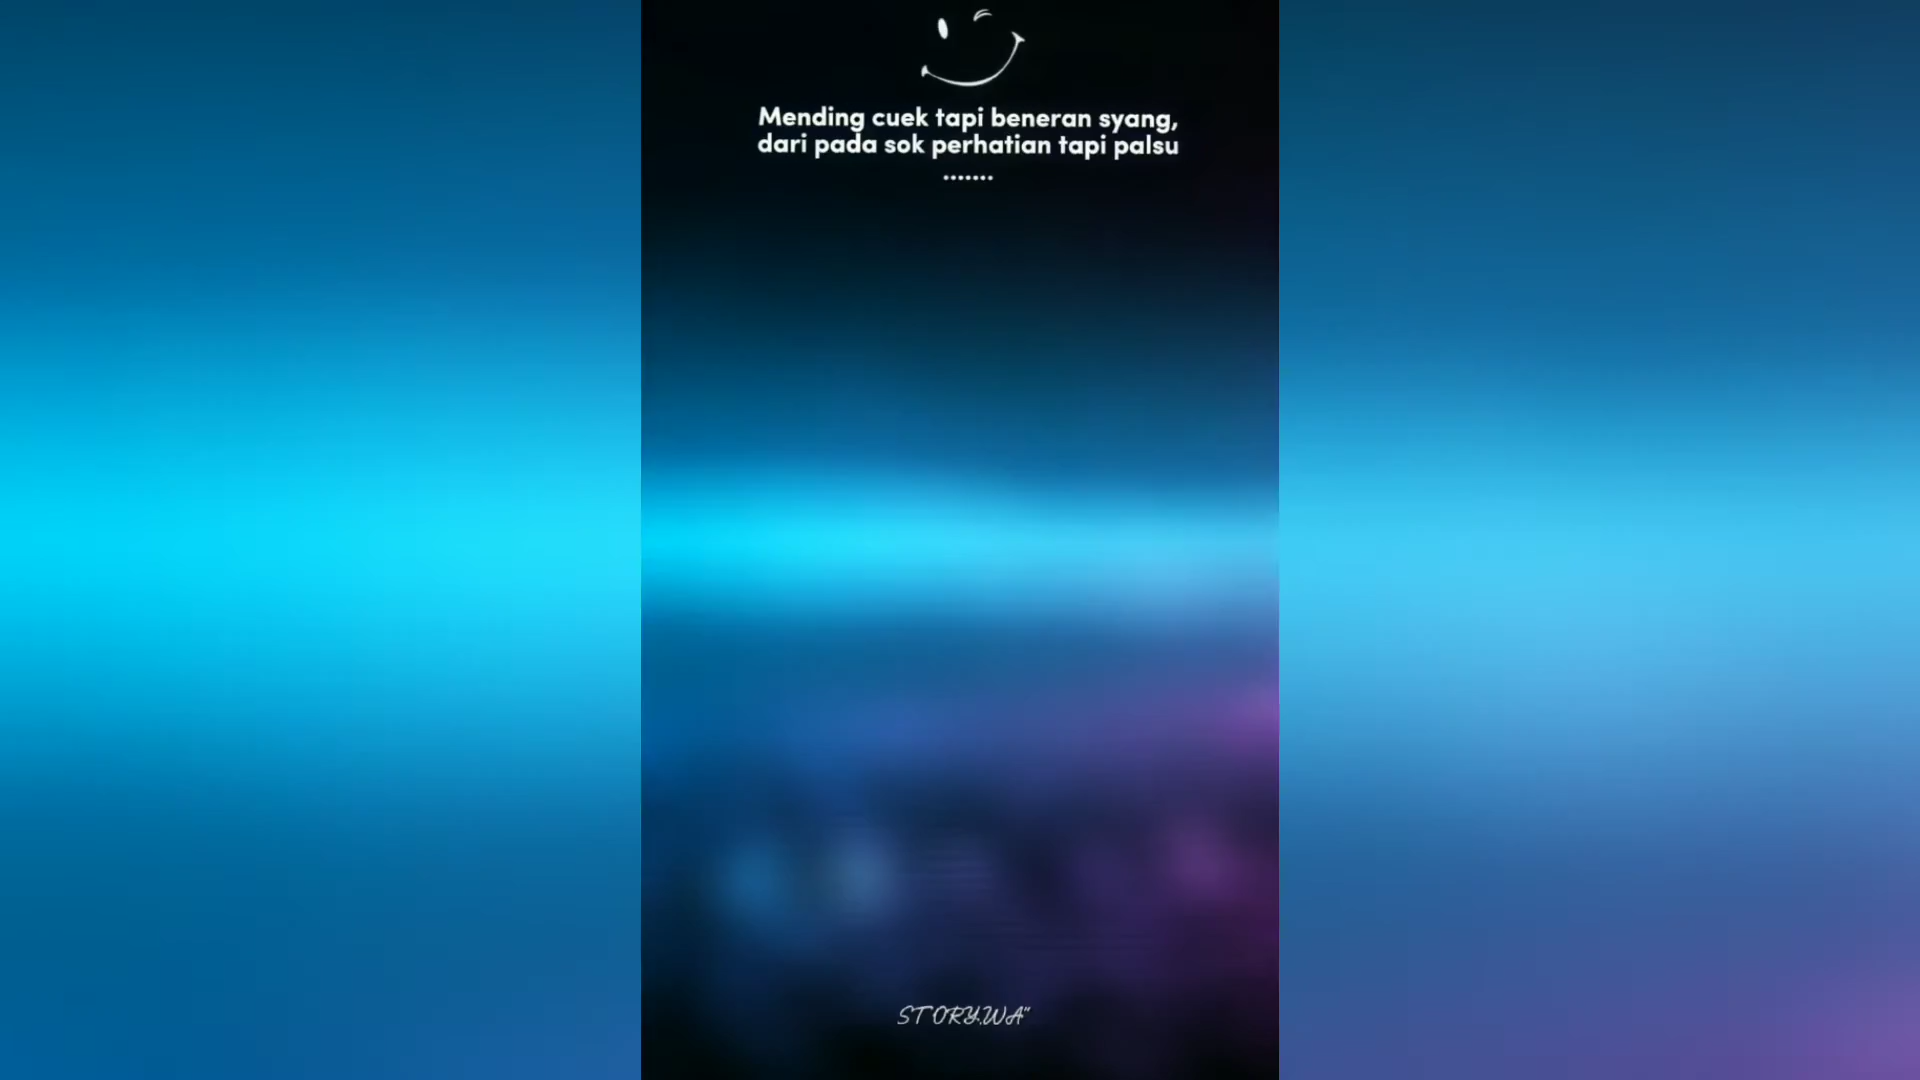 Mending cuek tapi beneran syang,
dari pada sok perhatian tapi palsu
.......
STORY.WA"